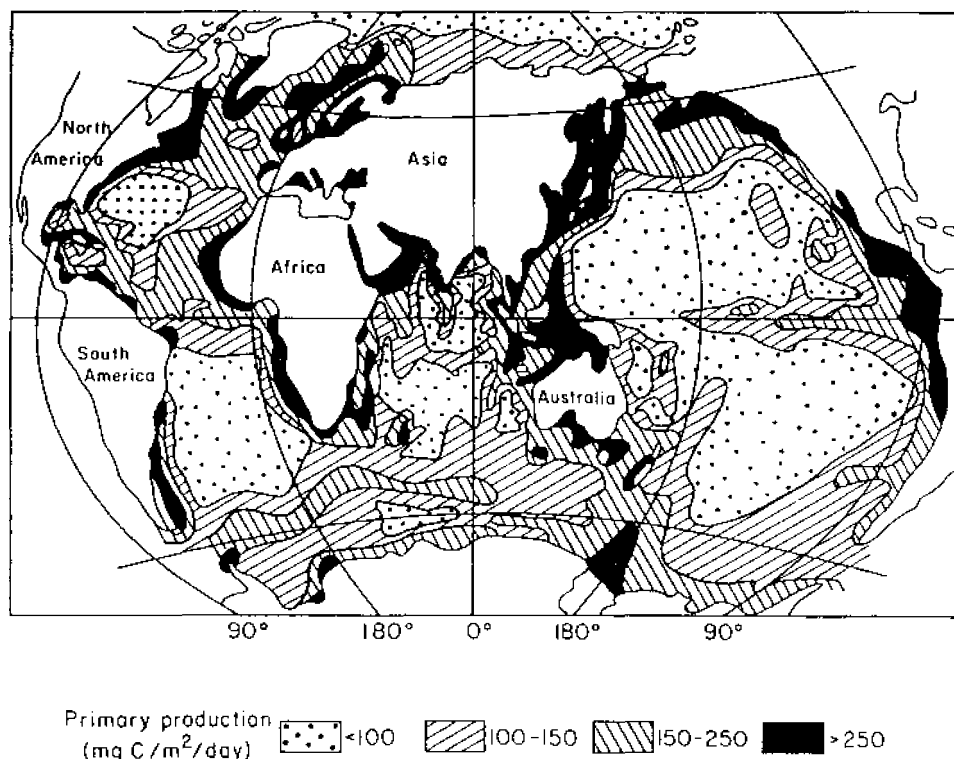 North
America
Asia
Africa
South
America
Australia
90° 180° 0° 180° 90°
Primary production
(mg C/m²/day)
<100
100-150
150-250
>250